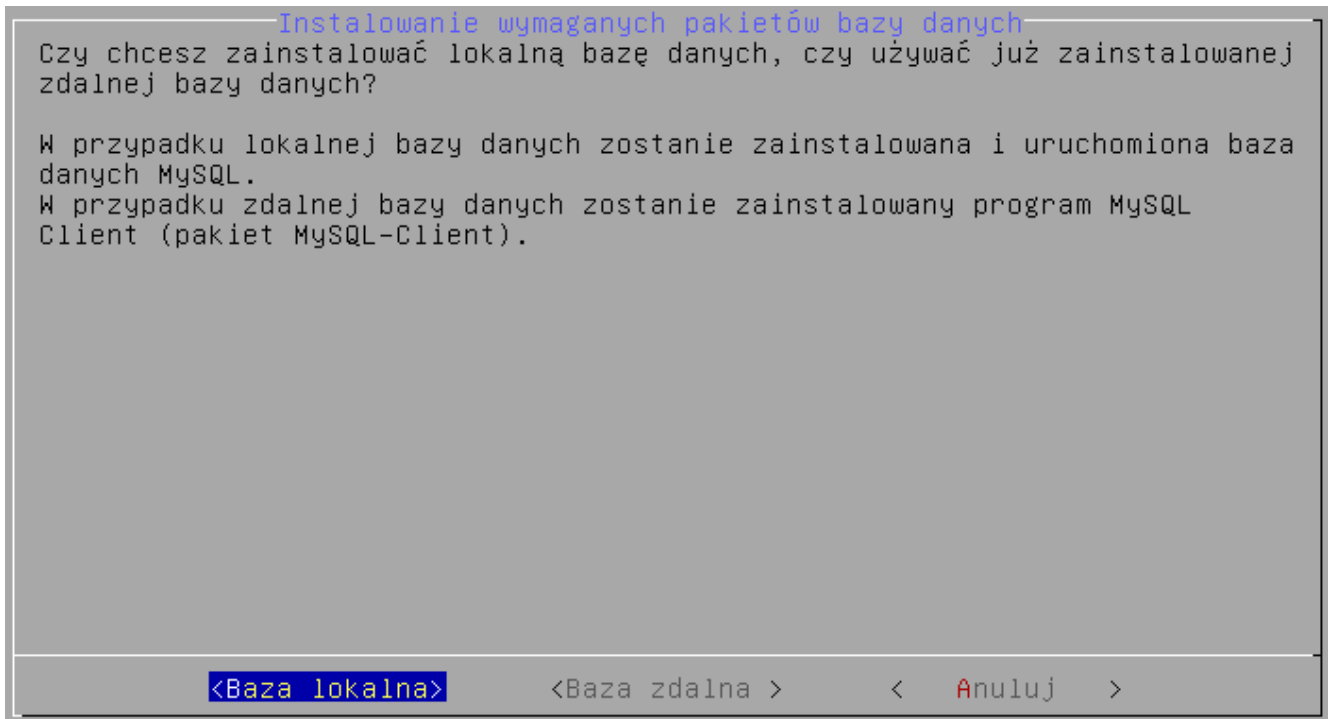 Instalowanie wymaganych pakietów bazy danych
Czy chcesz zainstalować lokalną bazę danych, czy używać już zainstalowanej
zdalnej bazy danych?
W przypadku lokalnej bazy danych zostanie zainstalowana i uruchomiona baza
danych MySQL.
W przypadku zdalnej bazy danych zostanie zainstalowany program MySQL
Client (pakiet MySQL-Client).
<Baza lokalna> <Baza zdalna > < Anuluj >